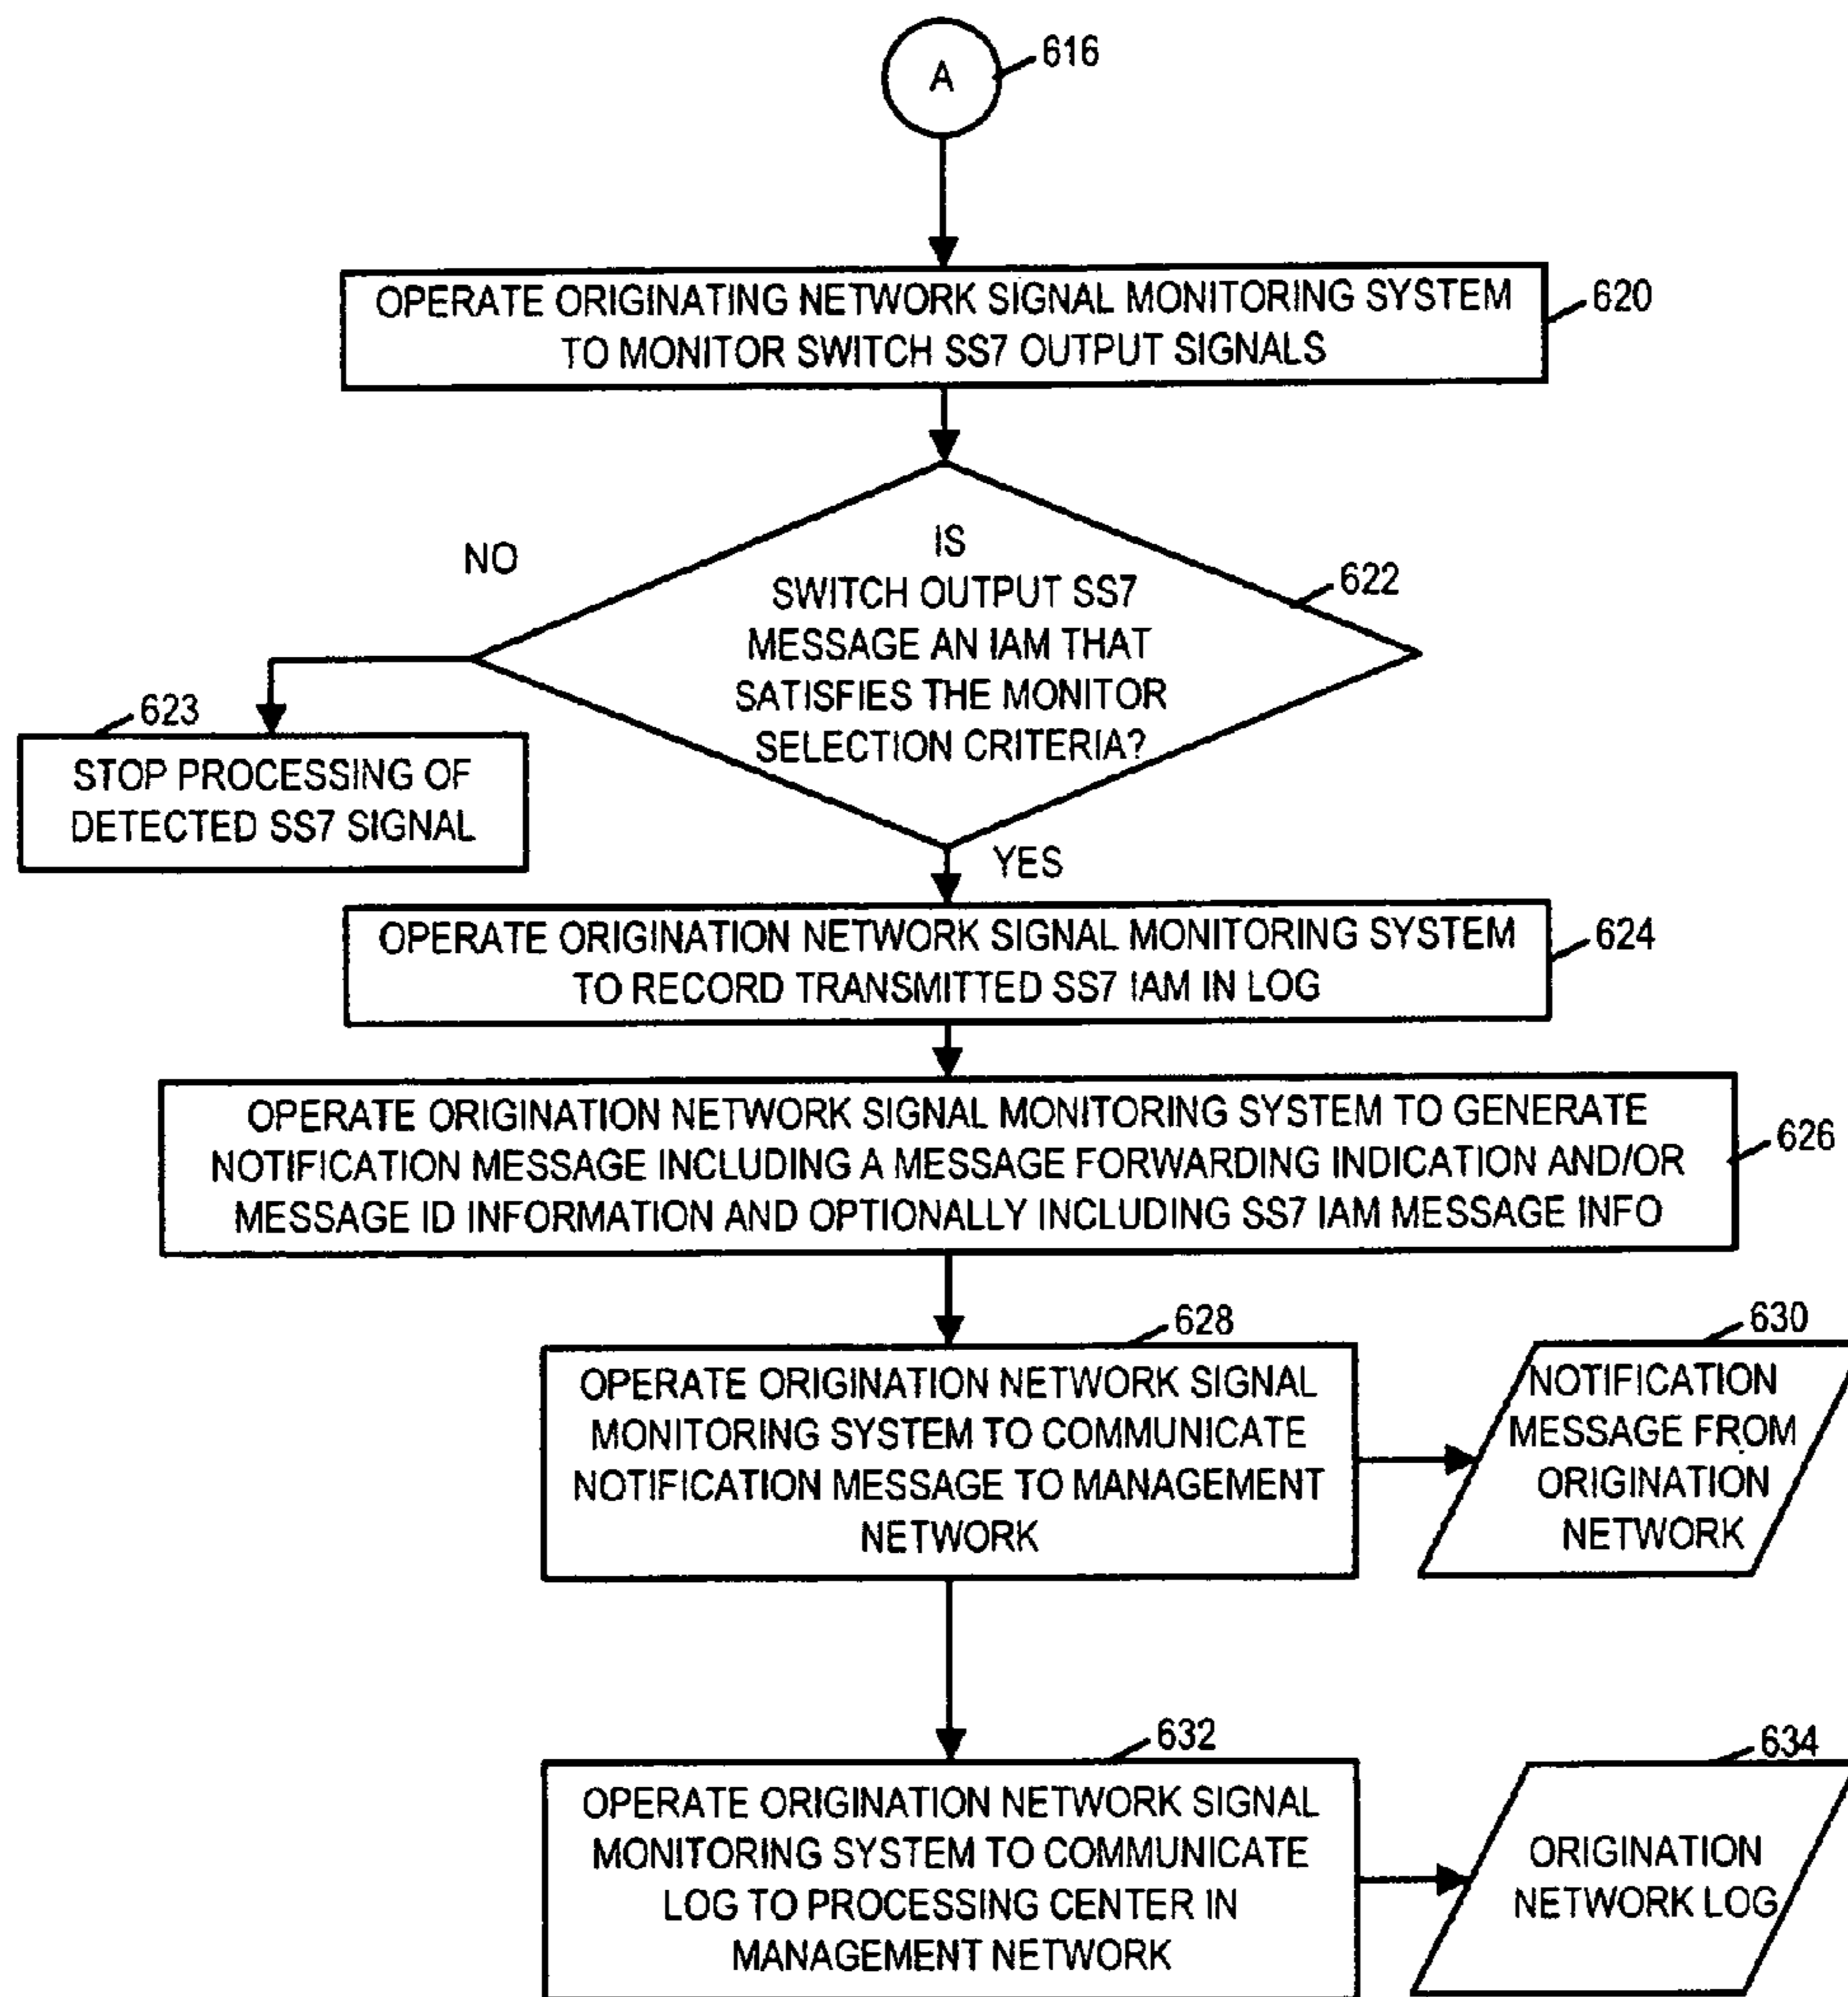 A
616
OPERATE ORIGINATING NETWORK SIGNAL MONITORING SYSTEM
TO MONITOR SWITCH SS7 OUTPUT SIGNALS
620
IS
SWITCH OUTPUT SS7
MESSAGE AN IAM THAT
SATISFIES THE MONITOR
SELECTION CRITERIA?
622
NO
623
STOP PROCESSING OF
DETECTED SS7 SIGNAL
YES
OPERATE ORIGINATION NETWORK SIGNAL MONITORING SYSTEM
TO RECORD TRANSMITTED SS7 IAM IN LOG
624
OPERATE ORIGINATION NETWORK SIGNAL MONITORING SYSTEM TO GENERATE
NOTIFICATION MESSAGE INCLUDING A MESSAGE FORWARDING INDICATION AND/OR
MESSAGE ID INFORMATION AND OPTIONALLY INCLUDING SS7 IAM MESSAGE INFO
626
628
OPERATE ORIGINATION NETWORK SIGNAL
MONITORING SYSTEM TO COMMUNICATE
NOTIFICATION MESSAGE TO MANAGEMENT
NETWORK
630
NOTIFICATION
MESSAGE FROM
ORIGINATION
NETWORK
632
OPERATE ORIGINATION NETWORK SIGNAL
MONITORING SYSTEM TO COMMUNICATE
LOG TO PROCESSING CENTER IN
MANAGEMENT NETWORK
634
ORIGINATION
NETWORK LOG